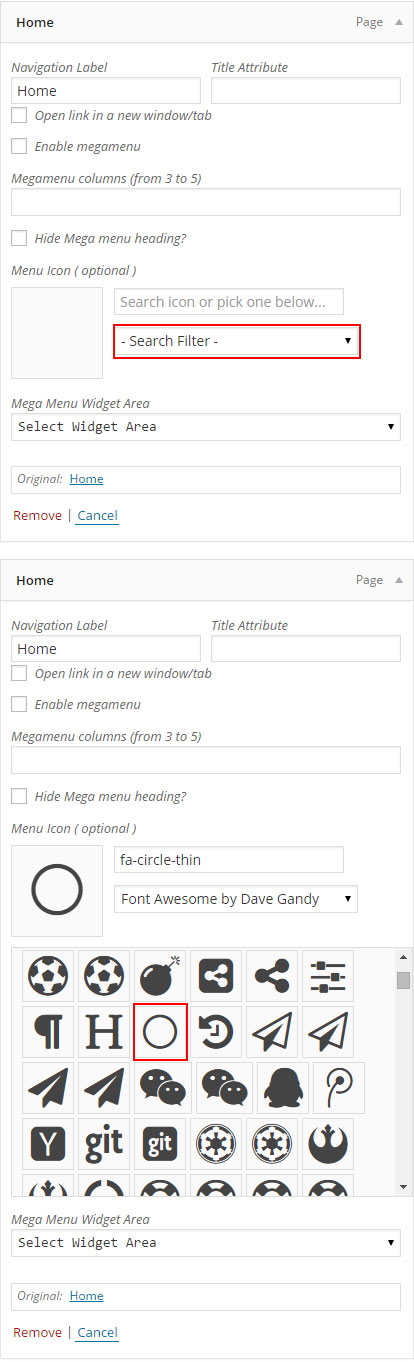 Home Page
Navigation Label Title Attribute
Home
Open link in a new window/tab
Enable megamenu
Megamenu columns (from 3 to 5)
Hide Mega menu heading?
Menu Icon ( optional )
Search icon or pick one below...
- Search Filter -
Mega Menu Widget Area
Select Widget Area
Original: Home
Remove | Cancel
Home Page
Navigation Label Title Attribute
Home
Open link in a new window/tab
Enable megamenu
Megamenu columns (from 3 to 5)
Hide Mega menu heading?
Menu Icon ( optional )
fa-circle-thin
Font Awesome by Dave Gandy
¶ H
Y git git
Mega Menu Widget Area
Select Widget Area
Original: Home
Remove | Cancel